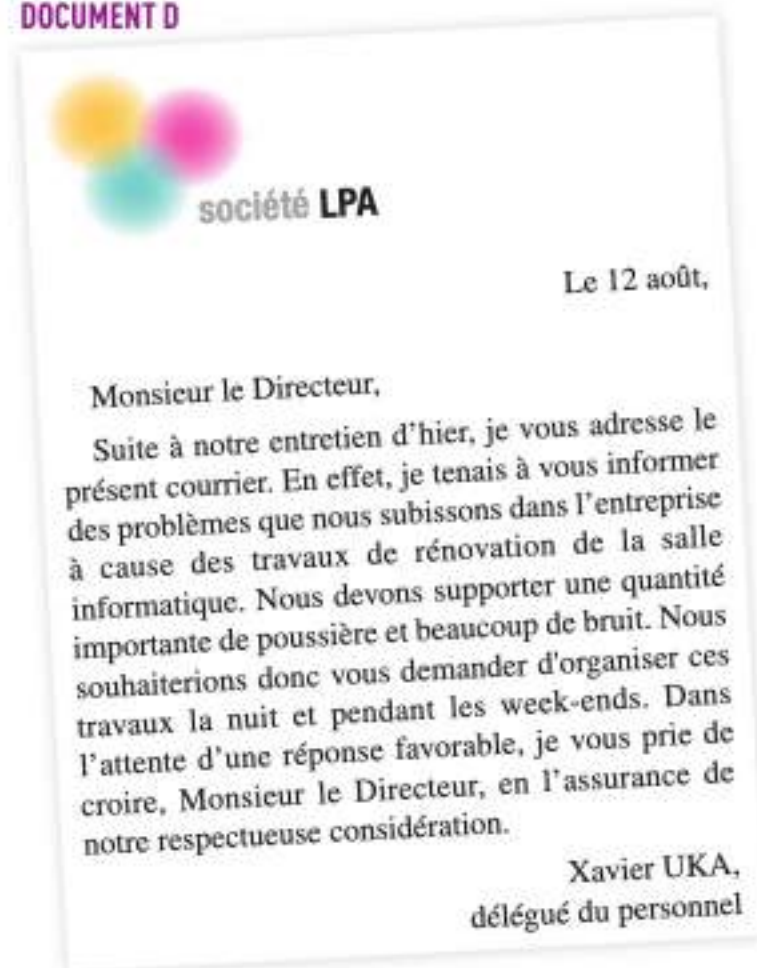 DOCUMENT D
société LPA
Le 12 août,
Monsieur le Directeur,
Suite à notre entretien d'hier, je vous adresse le
présent courrier. En effet, je tenais à vous informer
des problèmes que nous subissons dans l'entreprise
à cause des travaux de rénovation de la salle
informatique. Nous devons supporter une quantité
importante de poussière et beaucoup de bruit. Nous
souhaiterions donc vous demander d'organiser ces
travaux la nuit et pendant les week-ends. Dans
l'attente d'une réponse favorable, je vous prie de
croire, Monsieur le Directeur, en l'assurance de
notre respectueuse considération.
Xavier UKA,
délégué du personnel